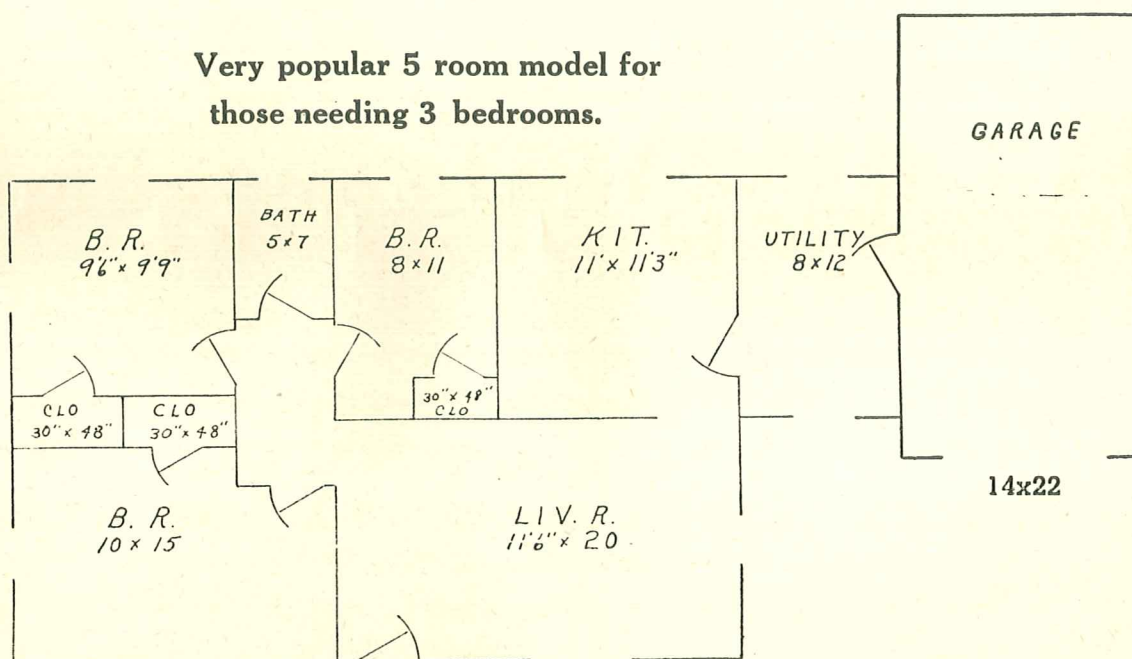 Very popular 5 room model for
those needing 3 bedrooms.
GARAGE
B. R.
9'6" x 9'9"
BATH
5x7
B. R.
8 x 11
KIT.
11' x 11'3"
UTILITY
8 x 12
CLO
30" x 48"
CLO
30" x 48"
30" x 48"
CLO
14x22
B. R.
10 x 15
LIV. R.
11'6" x 20